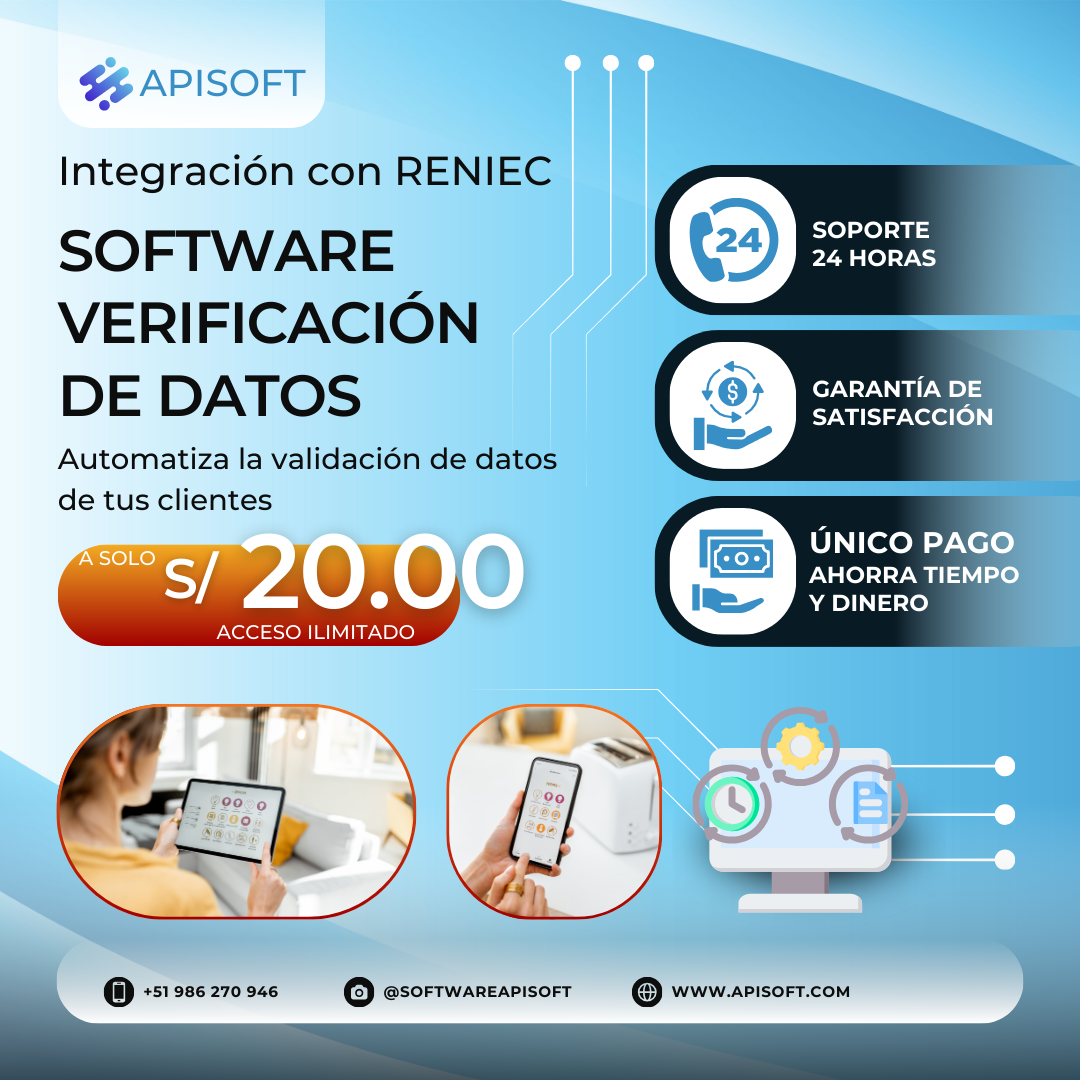 APISOFT
Integración con RENIEC
SOFTWARE
VERIFICACIÓN
DE DATOS
Automatiza la validación de datos
de tus clientes
A SOLO S/ 20.00
ACCESO ILIMITADO
24
SOPORTE
24 HORAS
$
GARANTÍA DE
SATISFACCIÓN
ÚNICO PAGO
AHORRA TIEMPO
Y DINERO
+51 986 270 946
@SOFTWAREAPISOFT
WWW.APISOFT.COM